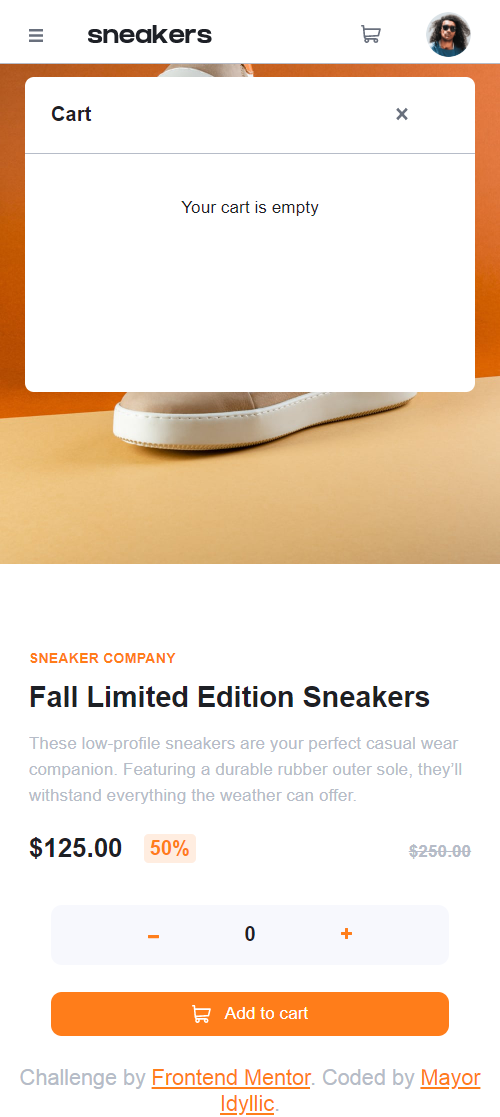 sneakers
Cart
Your cart is empty
SNEAKER COMPANY
Fall Limited Edition Sneakers
These low-profile sneakers are your perfect casual wear
companion. Featuring a durable rubber outer sole, they’ll
withstand everything the weather can offer.
$125.00 50% $250.00
0
Add to cart
Challenge by Frontend Mentor. Coded by Mayor
Idyllic.